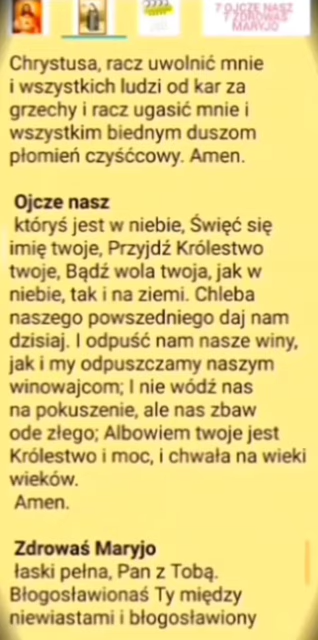 7 OJCZE NASZ
7 ZDROWAŚ
MARYJO
Chrystusa, racz uwolnić mnie
i wszystkich ludzi od kar za
grzechy i racz ugasić mnie i
wszystkim biednym duszom
płomień czyśćcowy. Amen.
Ojcze nasz
któryś jest w niebie, Święć się
imię twoje, Przyjdź Królestwo
twoje, Bądź wola twoja, jak w
niebie, tak i na ziemi. Chleba
naszego powszedniego daj nam
dzisiaj. I odpuść nam nasze winy,
jak i my odpuszczamy naszym
winowajcom; I nie wódź nas
na pokuszenie, ale nas zbaw
ode złego; Albowiem twoje jest
Królestwo i moc, i chwała na wieki
wieków.
Amen.
Zdrowaś Maryjo
łaski pełna, Pan z Tobą.
Błogosławionaś Ty między
niewiastami i błogosławiony